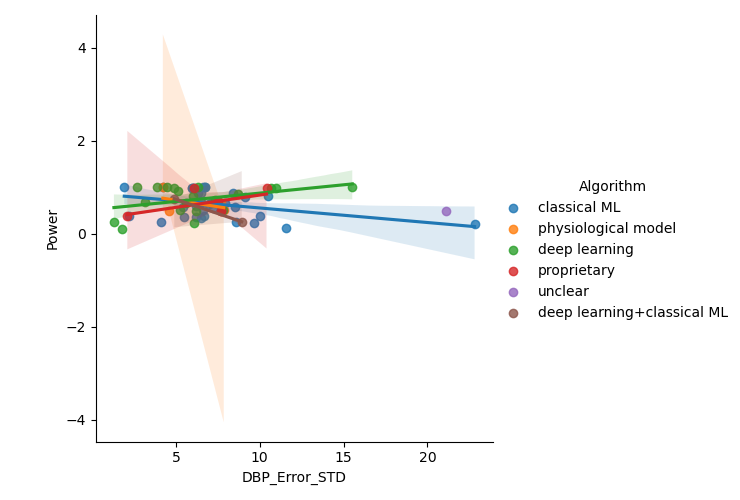 4
2
0
−2
−4
Power
5
10
15
20
DBP_Error_STD
Algorithm
classical ML
physiological model
deep learning
proprietary
unclear
deep learning+classical ML